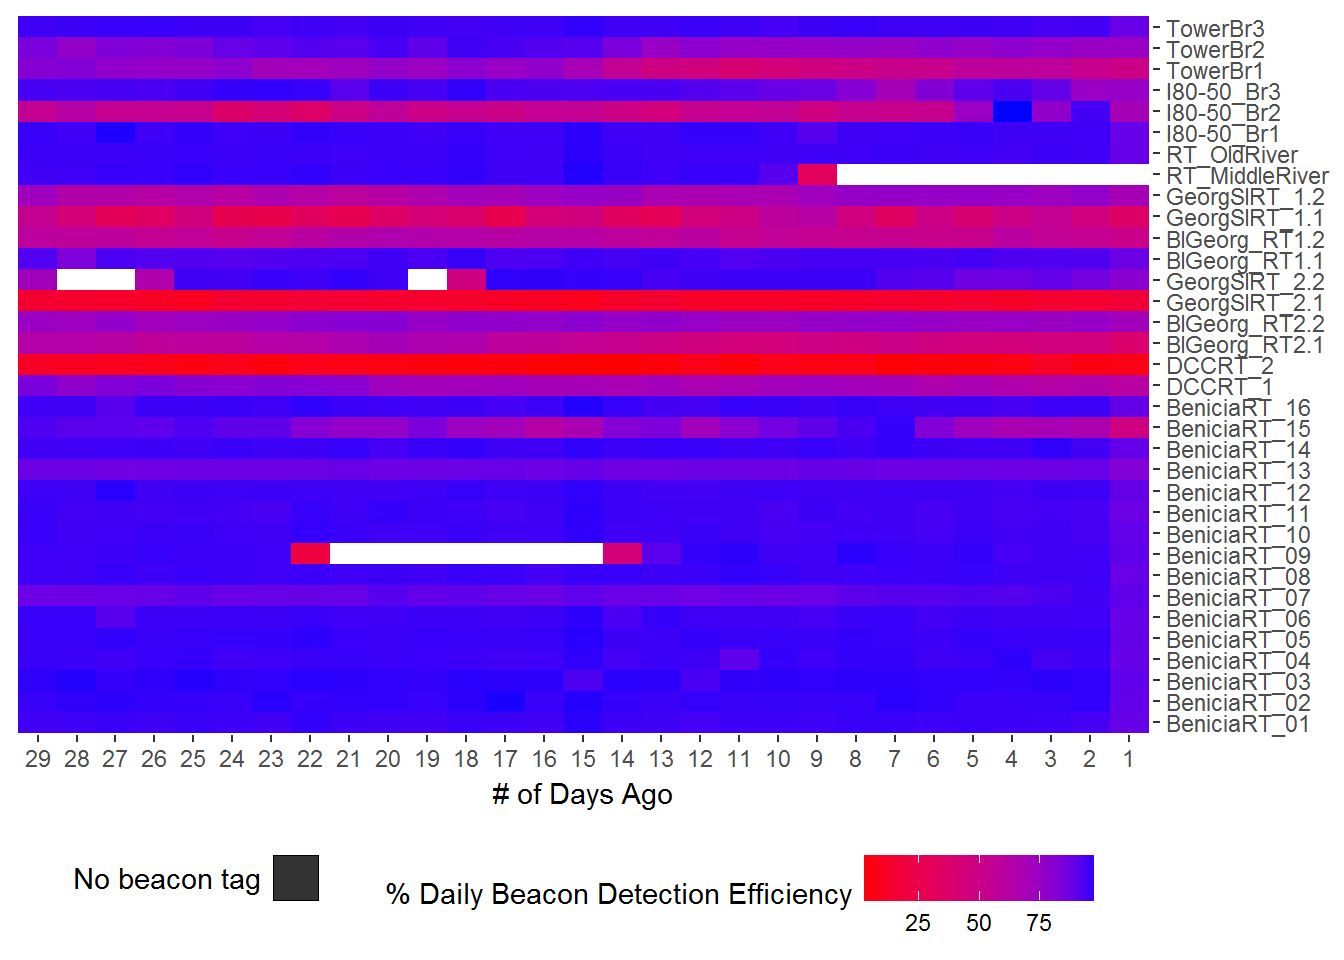 TowerBr3
TowerBr2
TowerBr1
I80-50_Br3
I80-50_Br2
I80-50_Br1
RT_OldRiver
RT_MiddleRiver
GeorgSlRT_1.2
GeorgSlRT_1.1
BlGeorg_RT1.2
BlGeorg_RT1.1
GeorgSlRT_2.2
GeorgSlRT_2.1
BlGeorg_RT2.2
BlGeorg_RT2.1
DCCRT_2
DCCRT_1
BeniciaRT_16
BeniciaRT_15
BeniciaRT_14
BeniciaRT_13
BeniciaRT_12
BeniciaRT_11
BeniciaRT_10
BeniciaRT_09
BeniciaRT_08
BeniciaRT_07
BeniciaRT_06
BeniciaRT_05
BeniciaRT_04
BeniciaRT_03
BeniciaRT_02
BeniciaRT_01
29 28 27 26 25 24 23 22 21 20 19 18 17 16 15 14 13 12 11 10 9 8 7 6 5 4 3 2 1
# of Days Ago
No beacon tag
% Daily Beacon Detection Efficiency
25 50 75